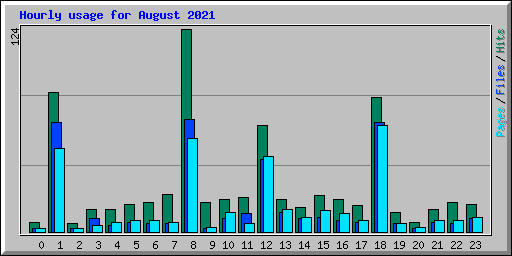 Hourly usage for August 2021
124
Pages / Files / Hits
0 1 2 3 4 5 6 7 8 9 10 11 12 13 14 15 16 17 18 19 20 21 22 23